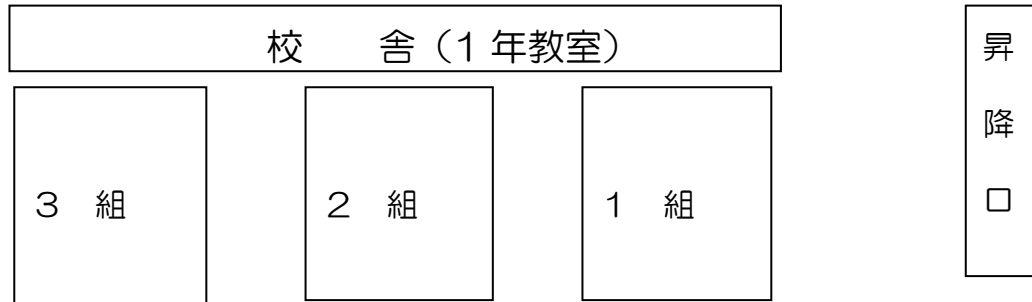 校　　舎（１年教室）
３　組
２　組
１　組
昇降口